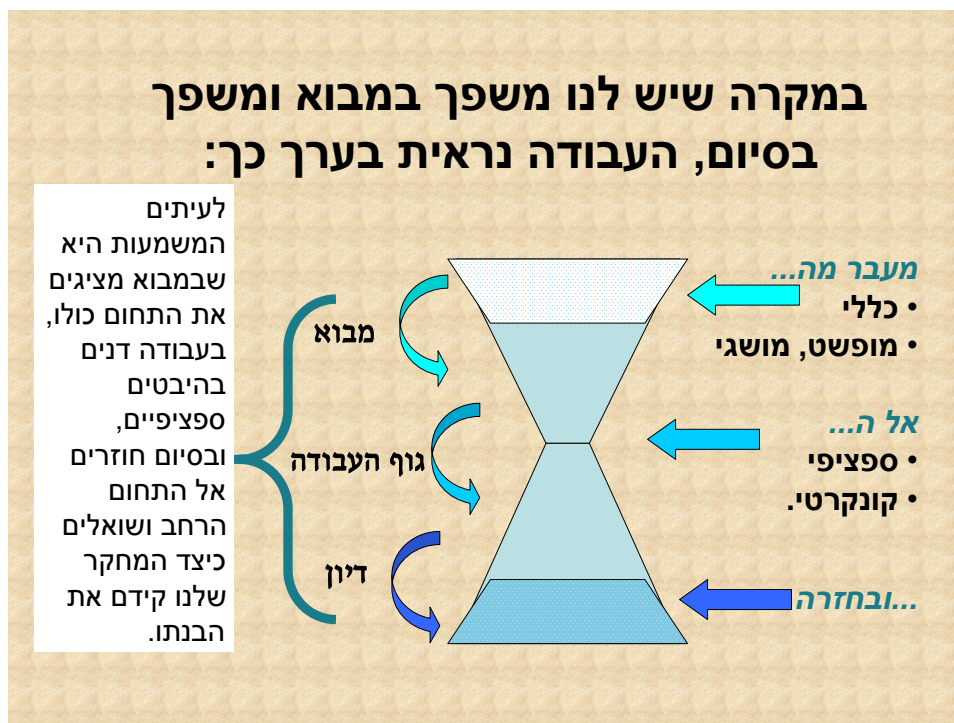 במקרה שיש לנו משפך במבוא ומשפך
בסיום, העבודה נראית בערך כך:
מעבר מה...
• כללי
• מופשט, מושגי
אל ה...
• ספציפי
• קונקרטי.
...ובחזרה
מבוא
גוף העבודה
דיון
לעיתים
המשמעות היא
שבמבוא מציגים
את התחום כולו,
בעבודה דנים
בהיבטים
ספציפיים,
ובסיום חוזרים
אל התחום
הרחב ושואלים
כיצד המחקר
שלנו קידם את
הבנתו.